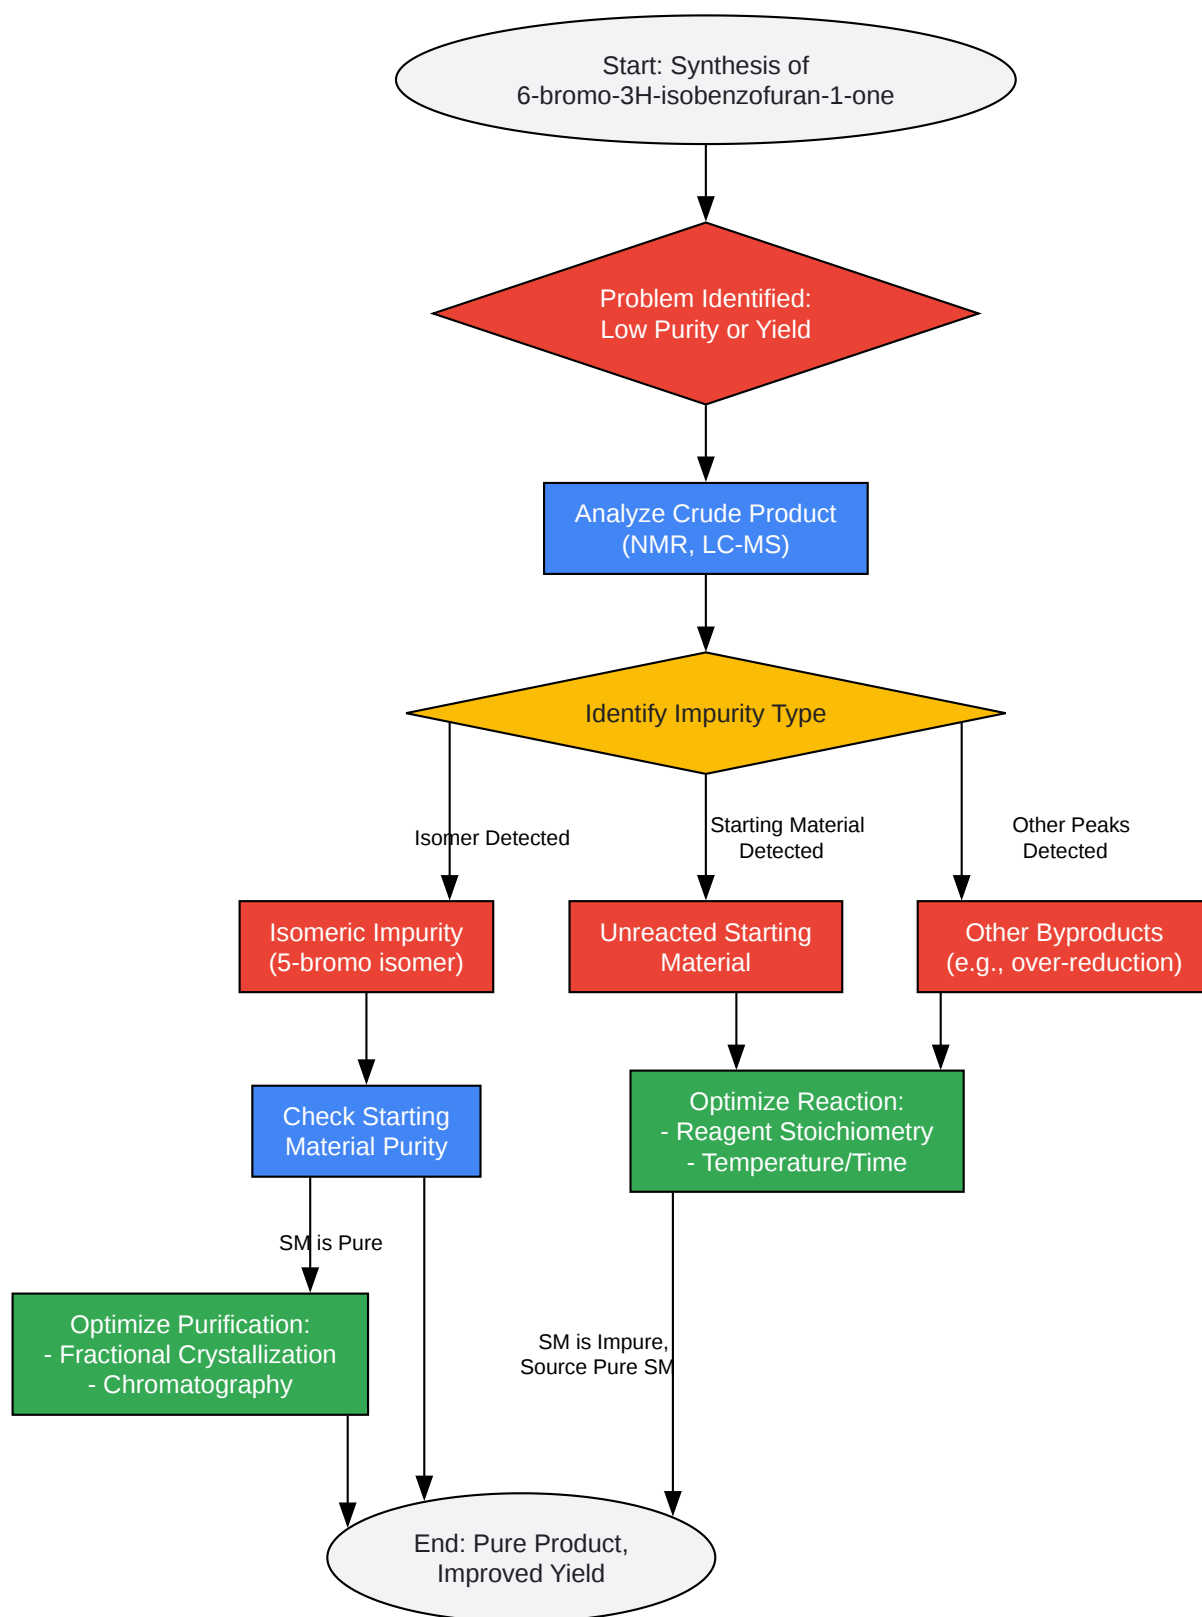 Start: Synthesis of
6-bromo-3H-isobenzofuran-1-one
Problem Identified:
Low Purity or Yield
Analyze Crude Product
(NMR, LC-MS)
Identify Impurity Type
Isomer Detected
Starting Material
Detected
Other Peaks
Detected
Isomeric Impurity
(5-bromo isomer)
Unreacted Starting
Material
Other Byproducts
(e.g., over-reduction)
Check Starting
Material Purity
Optimize Reaction:
- Reagent Stoichiometry
- Temperature/Time
SM is Pure
Optimize Purification:
- Fractional Crystallization
- Chromatography
SM is Impure,
Source Pure SM
End: Pure Product,
Improved Yield